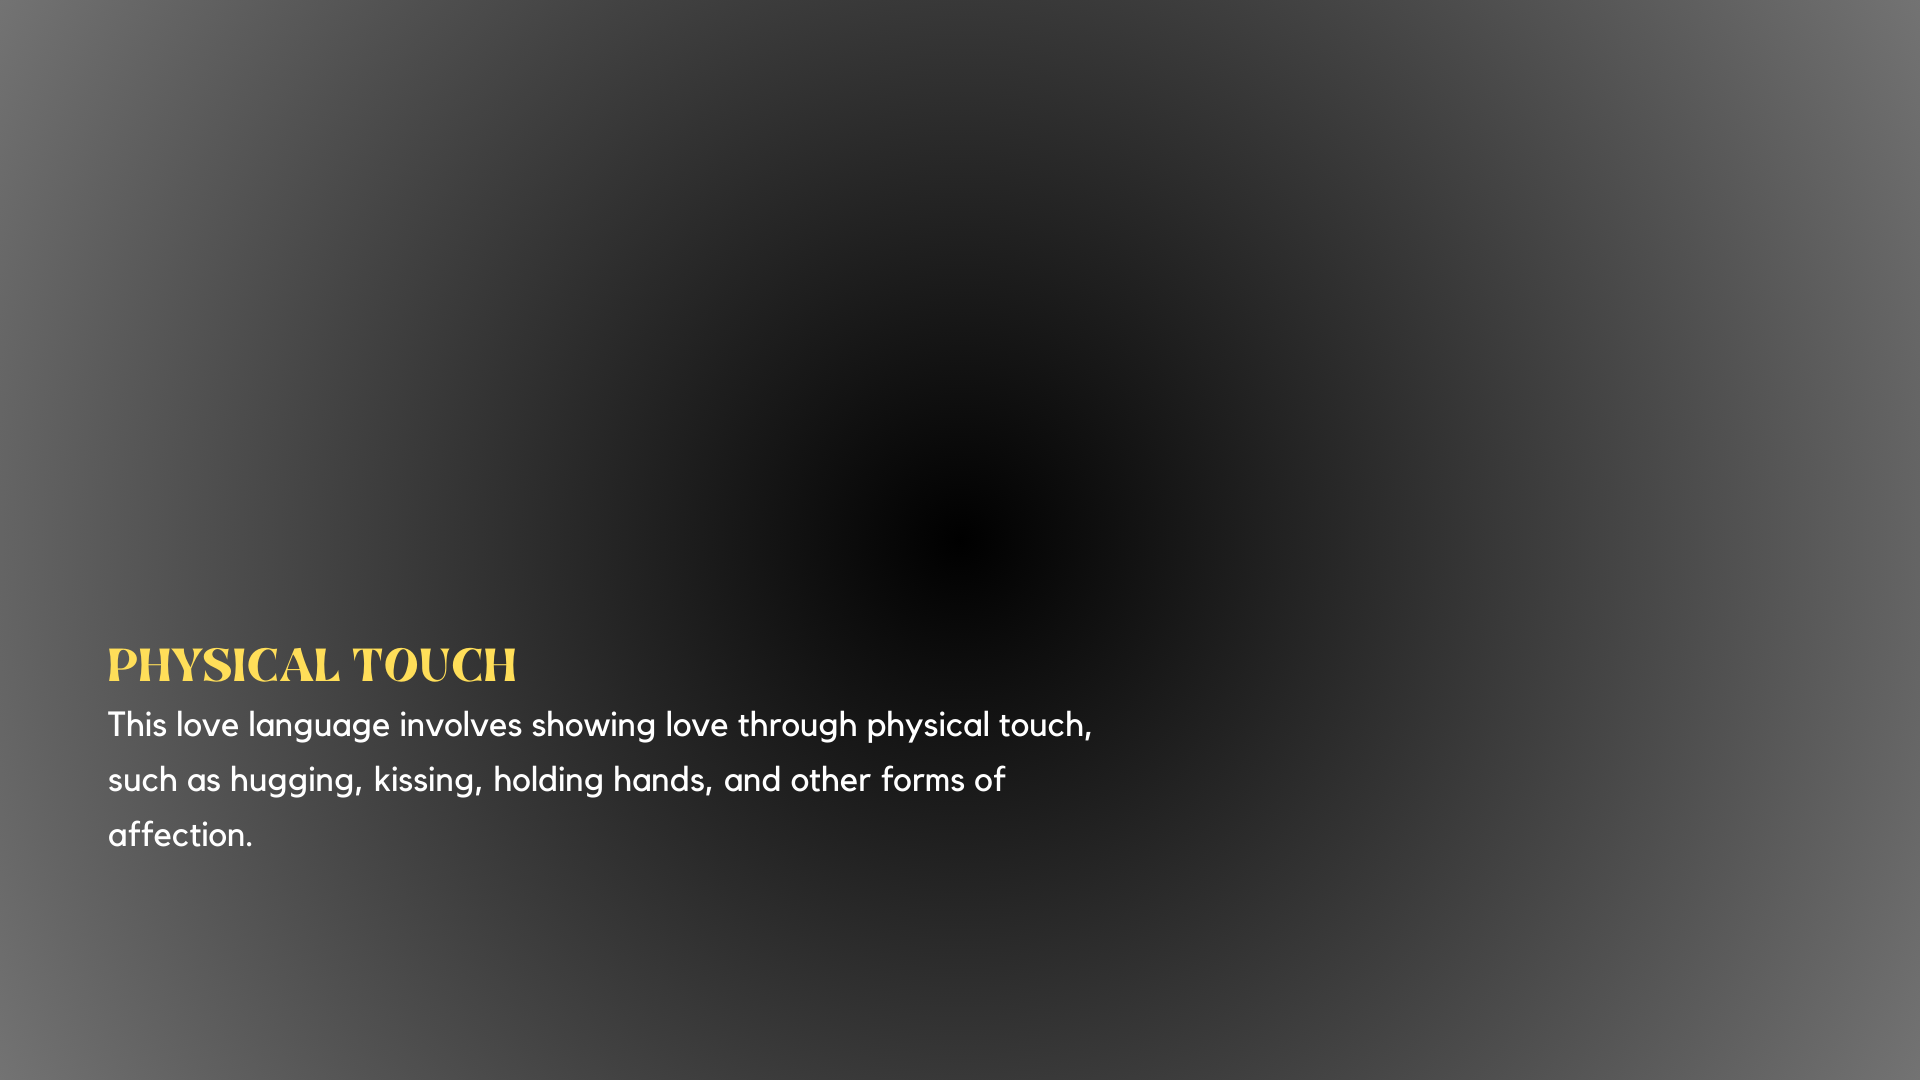 PHYSICAL TOUCH
This love language involves showing love through physical touch,
such as hugging, kissing, holding hands, and other forms of
affection.